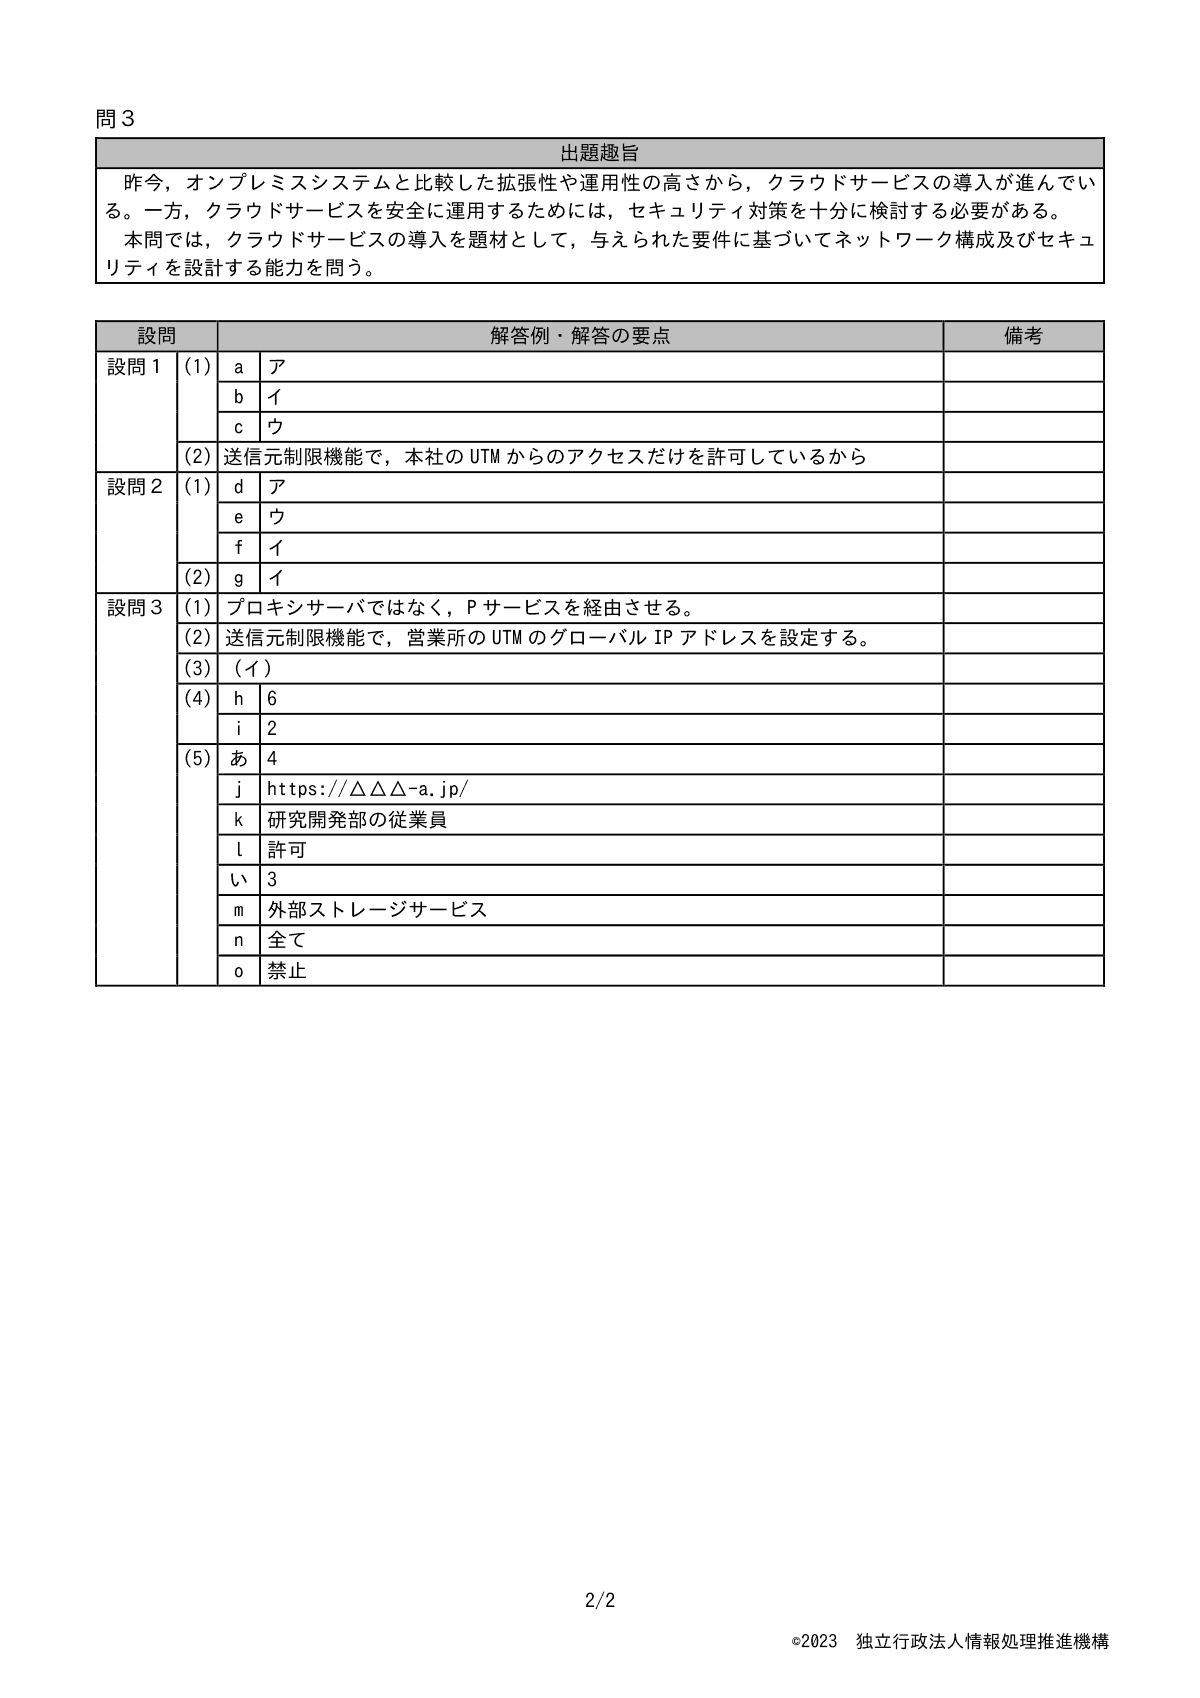 問３
出題趣旨
昨今，オンプレミスシステムと比較した拡張性や運用性の高さから，クラウドサービスの導入が進んでい
る。一方，クラウドサービスを安全に運用するためには，セキュリティ対策を十分に検討する必要がある。
本問では，クラウドサービスの導入を題材として，与えられた要件に基づいてネットワーク構成及びセキュ
リティを設計する能力を問う。
設問 解答例・解答の要点 備考
設問１ (1) a ア
b イ
c ウ
(2) 送信元制限機能で，本社の UTM からのアクセスだけを許可しているから
設問２ (1) d ア
e ウ
f イ
(2) g イ
設問３ (1) プロキシサーバではなく，P サービスを経由させる。
(2) 送信元制限機能で，営業所の UTM のグローバル IP アドレスを設定する。
(3) （イ）
(4) h 6
i 2
(5) あ 4
j https://△△△-a.jp/
k 研究開発部の従業員
l 許可
い 3
m 外部ストレージサービス
n 全て
o 禁止
2/2
©2023 独立行政法人情報処理推進機構